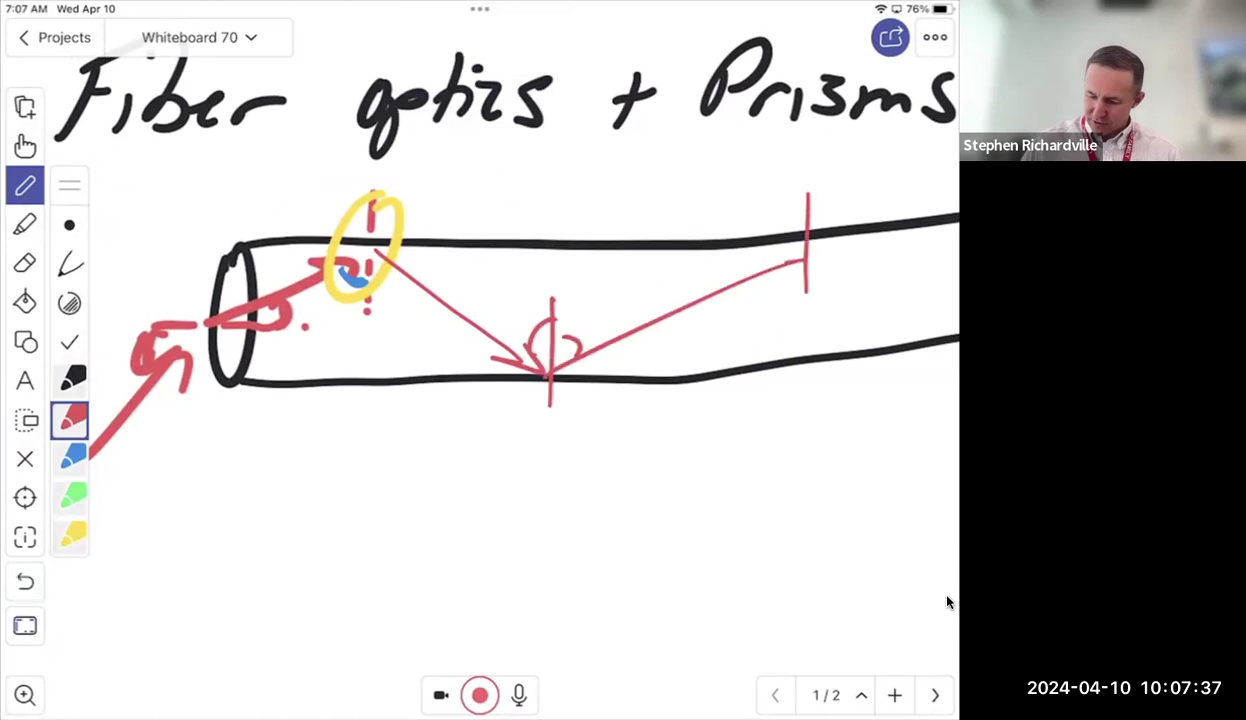 7:07 AM Wed Apr 10
76%
Projects
Whiteboard 70
Fiber optics + Prisms
Stephen Richardville
A
1/2
2024-04-10 10:07:37